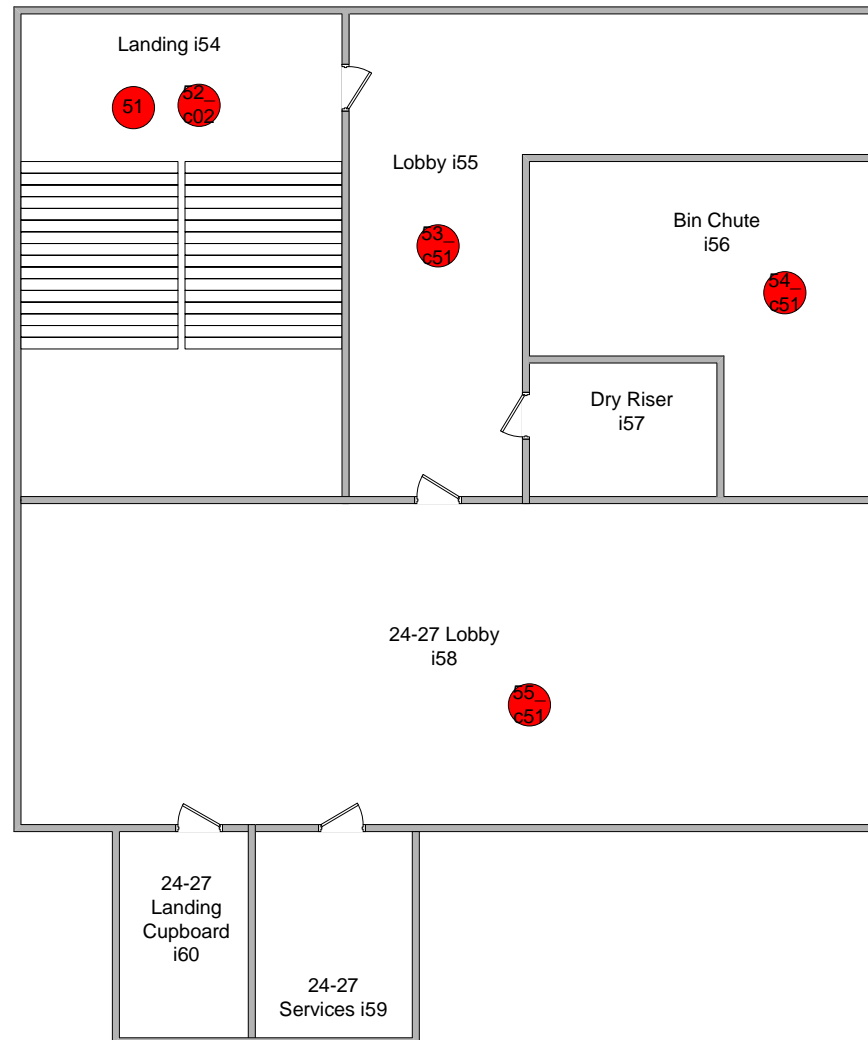 Landing i54
51
52_
c02
Lobby i55
53_
c51
Bin Chute
i56
54_
c51
Dry Riser
i57
24-27 Lobby
i58
55_
c51
24-27
Landing
Cupboard
i60
24-27
Services i59